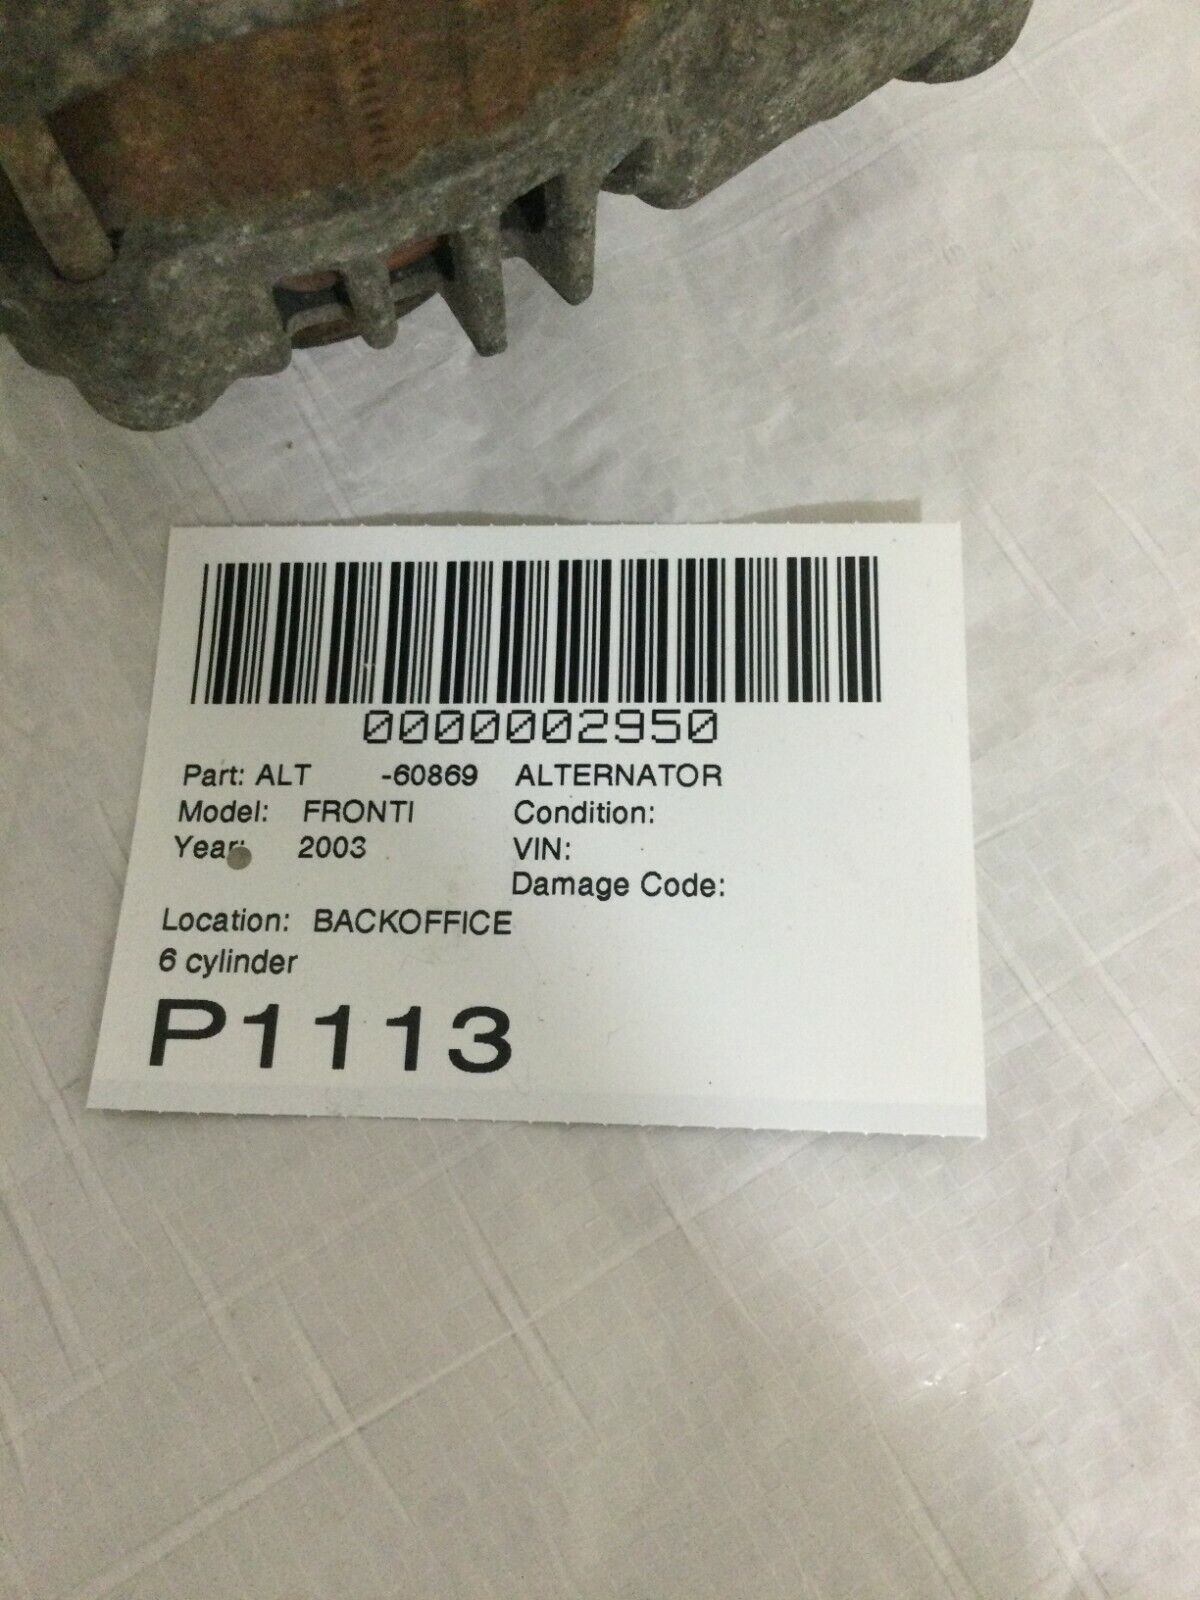 0000002950
Part: ALT -60869 ALTERNATOR
Model: FRONTI Condition:
Year: 2003 VIN:
Damage Code:
Location: BACKOFFICE
6 cylinder
P1113